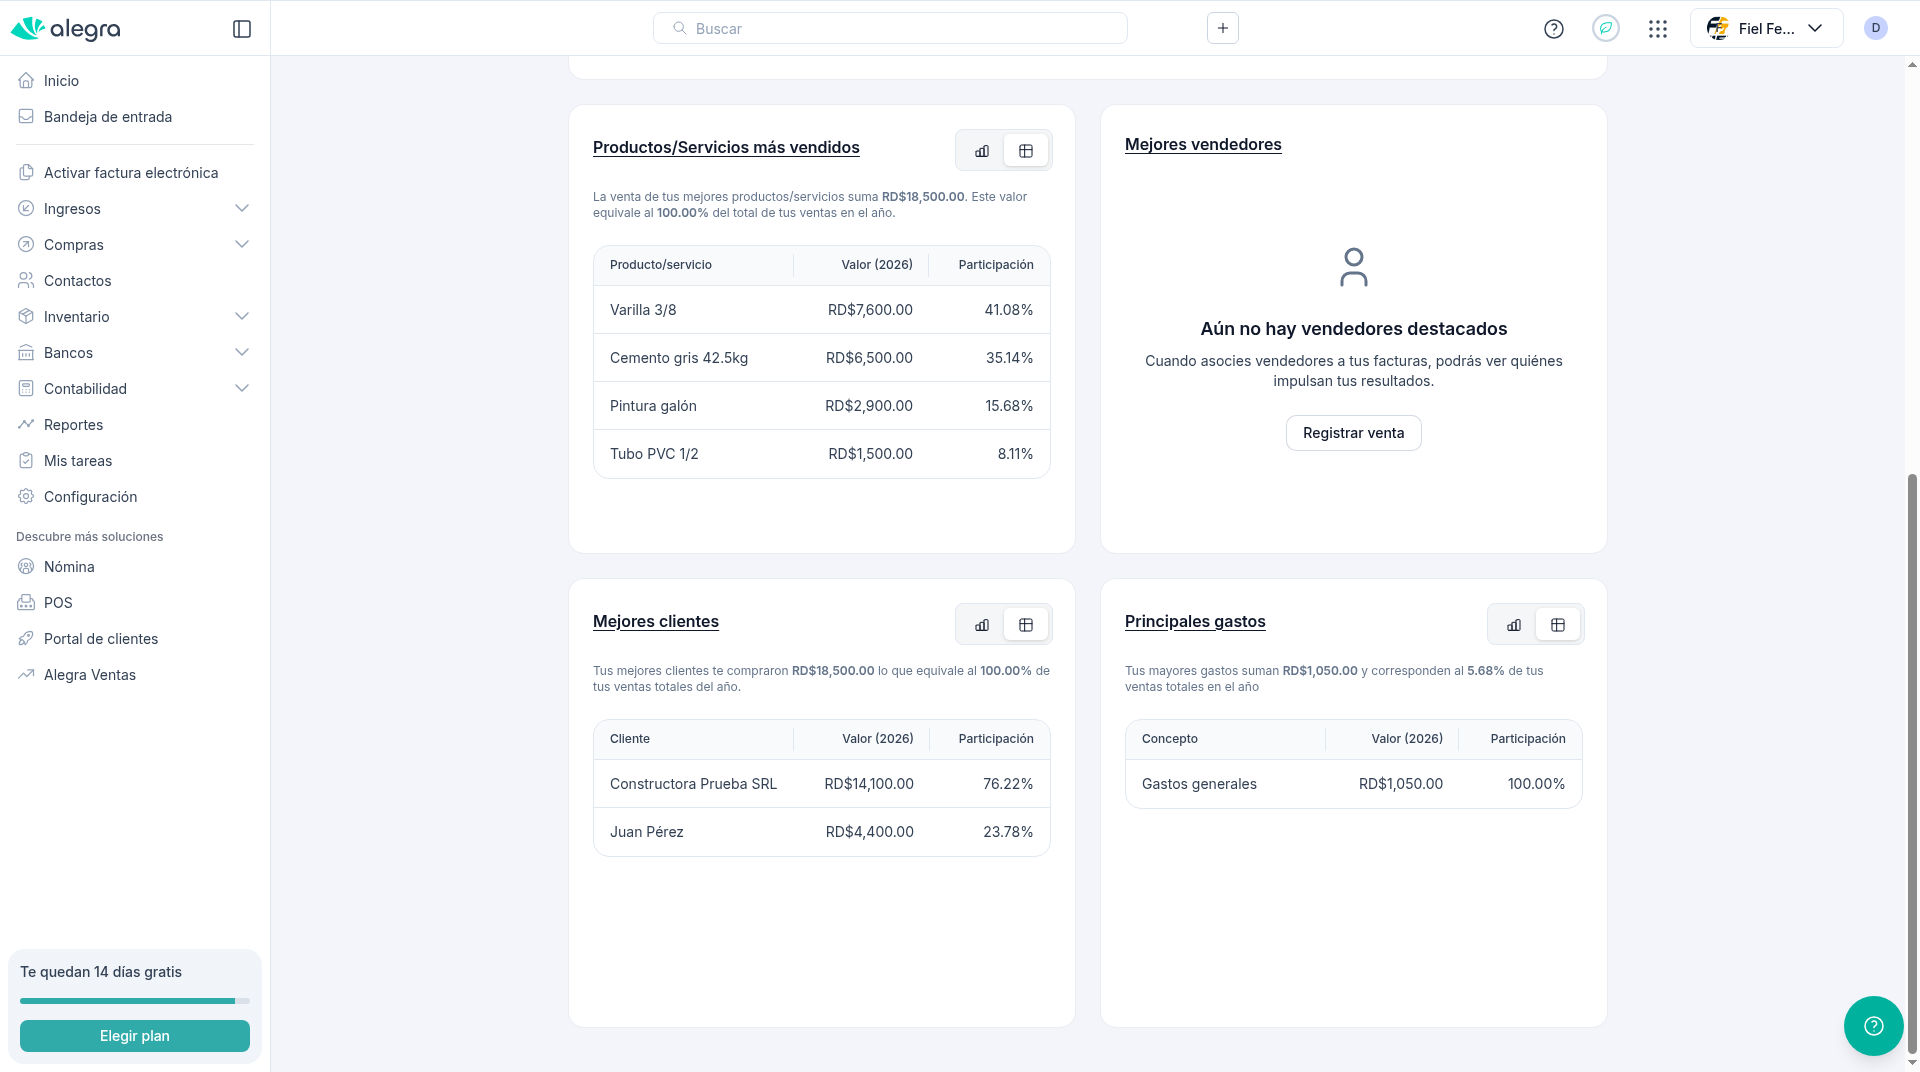 alegra
Buscar
Fiel Fe...
D
Inicio
Bandeja de entrada
Activar factura electrónica
Ingresos
Compras
Contactos
Inventario
Bancos
Contabilidad
Reportes
Mis tareas
Configuración
Descubre más soluciones
Nómina
POS
Portal de clientes
Alegra Ventas
Te quedan 14 días gratis
Elegir plan
Productos/Servicios más vendidos
La venta de tus mejores productos/servicios suma RD$18,500.00. Este valor
equivale al 100.00% del total de tus ventas en el año.
Producto/servicio Valor (2026) Participación
Varilla 3/8 RD$7,600.00 41.08%
Cemento gris 42.5kg RD$6,500.00 35.14%
Pintura galón RD$2,900.00 15.68%
Tubo PVC 1/2 RD$1,500.00 8.11%
Mejores vendedores
Aún no hay vendedores destacados
Cuando asocies vendedores a tus facturas, podrás ver quiénes
impulsan tus resultados.
Registrar venta
Mejores clientes
Tus mejores clientes te compraron RD$18,500.00 lo que equivale al 100.00% de
tus ventas totales del año.
Cliente Valor (2026) Participación
Constructora Prueba SRL RD$14,100.00 76.22%
Juan Pérez RD$4,400.00 23.78%
Principales gastos
Tus mayores gastos suman RD$1,050.00 y corresponden al 5.68% de tus
ventas totales en el año
Concepto Valor (2026) Participación
Gastos generales RD$1,050.00 100.00%